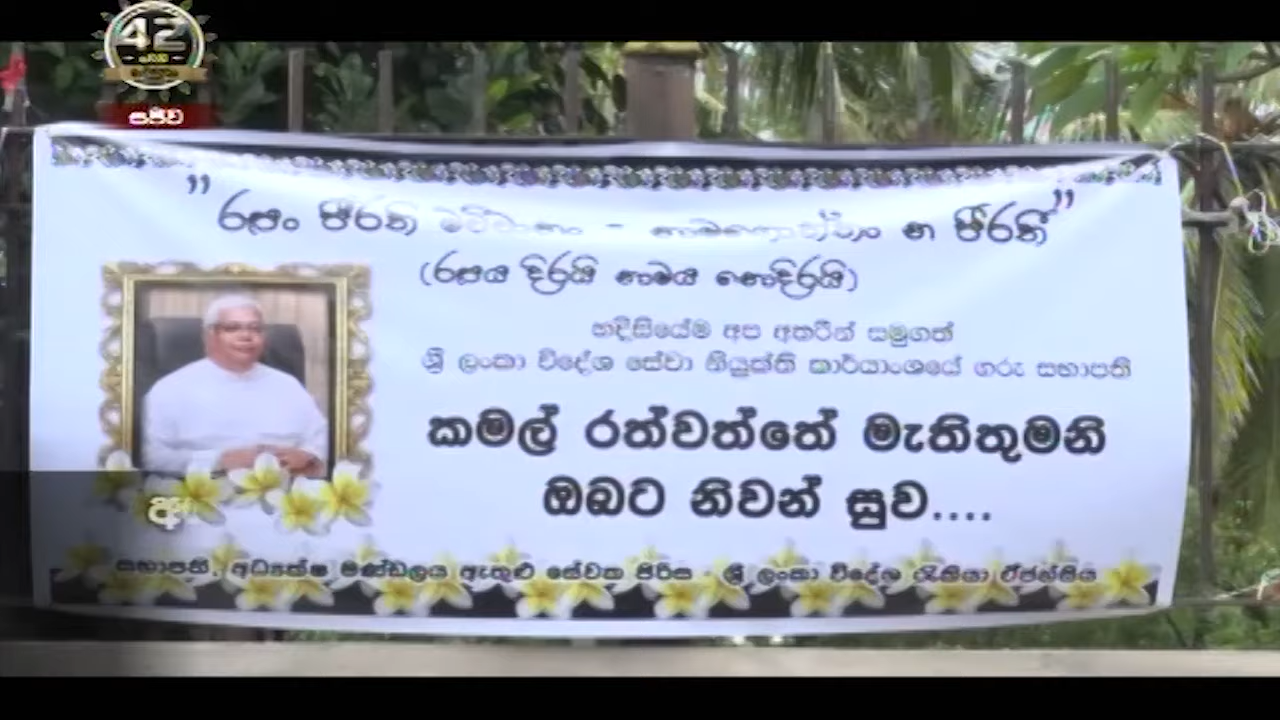 42
සජීව
"රූපං ජීරති මච්චානං - නාමගොත්තං න ජීරති"
(රූපය දිරයි නාමය නොදිරයි)
හදිසියේම අප අතරින් සමුගත්
ශ්‍රී ලංකා විදේශ සේවා නියුක්ති කාර්යාංශයේ ගරු සභාපති
කමල් රත්වත්තේ මැතිතුමනි
ඔබට නිවන් සුව....
අ
සභාපති, අධ්‍යක්ෂ මණ්ඩලය ඇතුළු සේවක පිරිස - ශ්‍රී ලංකා විදේශ රැකියා ඒජන්සිය